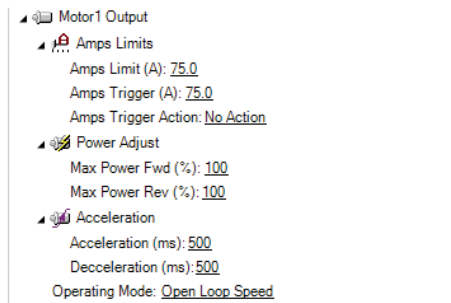 Motor1 Output
Amps Limits
Amps Limit (A): 75.0
Amps Trigger (A): 75.0
Amps Trigger Action: No Action
Power Adjust
Max Power Fwd (%): 100
Max Power Rev (%): 100
Acceleration
Acceleration (ms): 500
Decceleration (ms): 500
Operating Mode: Open Loop Speed